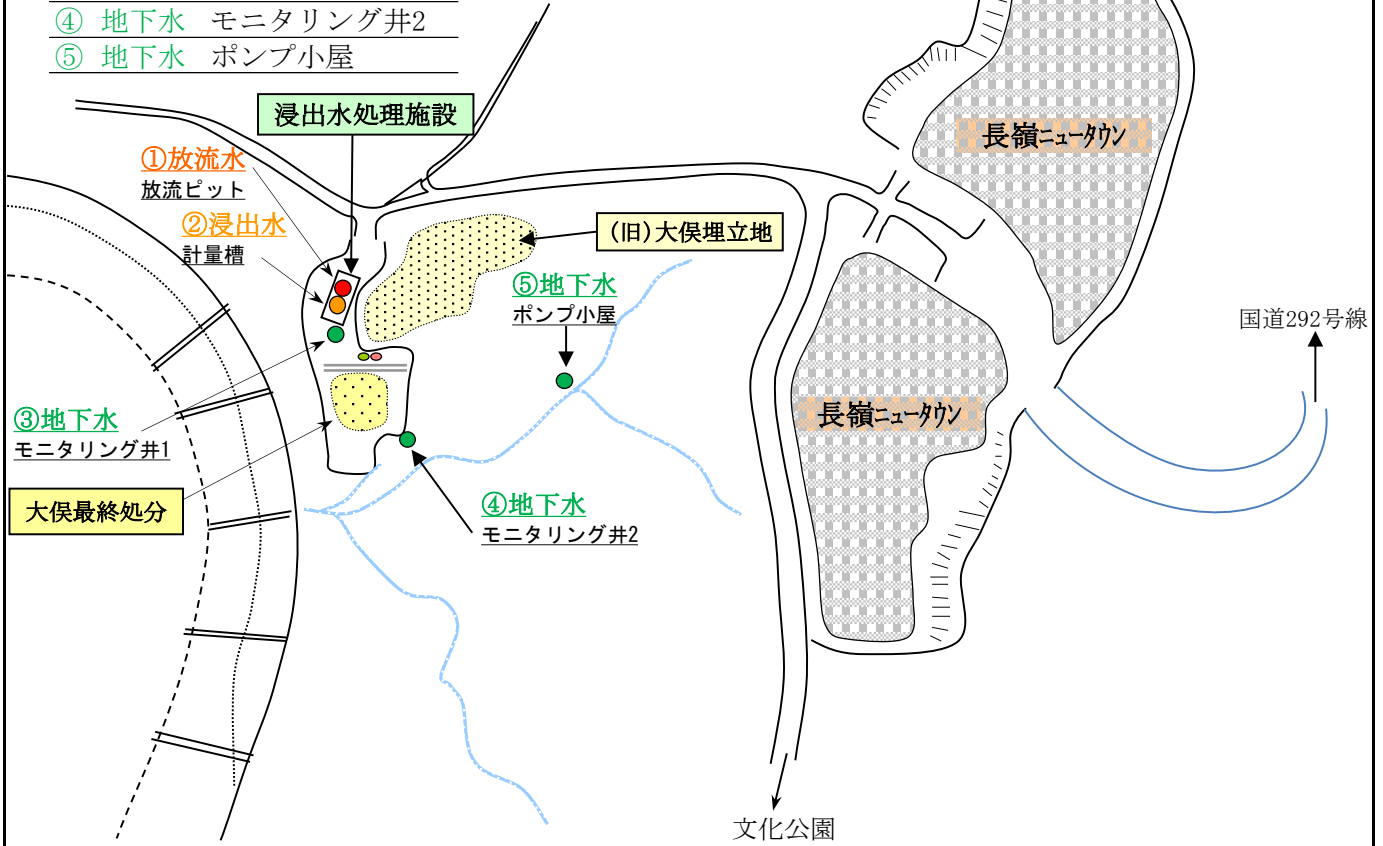 ④ 地下水 モニタリング井2
⑤ 地下水 ポンプ小屋
浸出水処理施設
長嶺ニュータウン
①放流水
放流ピット
②浸出水
計量槽
(旧)大俣埋立地
⑤地下水
ポンプ小屋
国道292号線
③地下水
モニタリング井1
長嶺ニュータウン
大俣最終処分
④地下水
モニタリング井2
文化公園